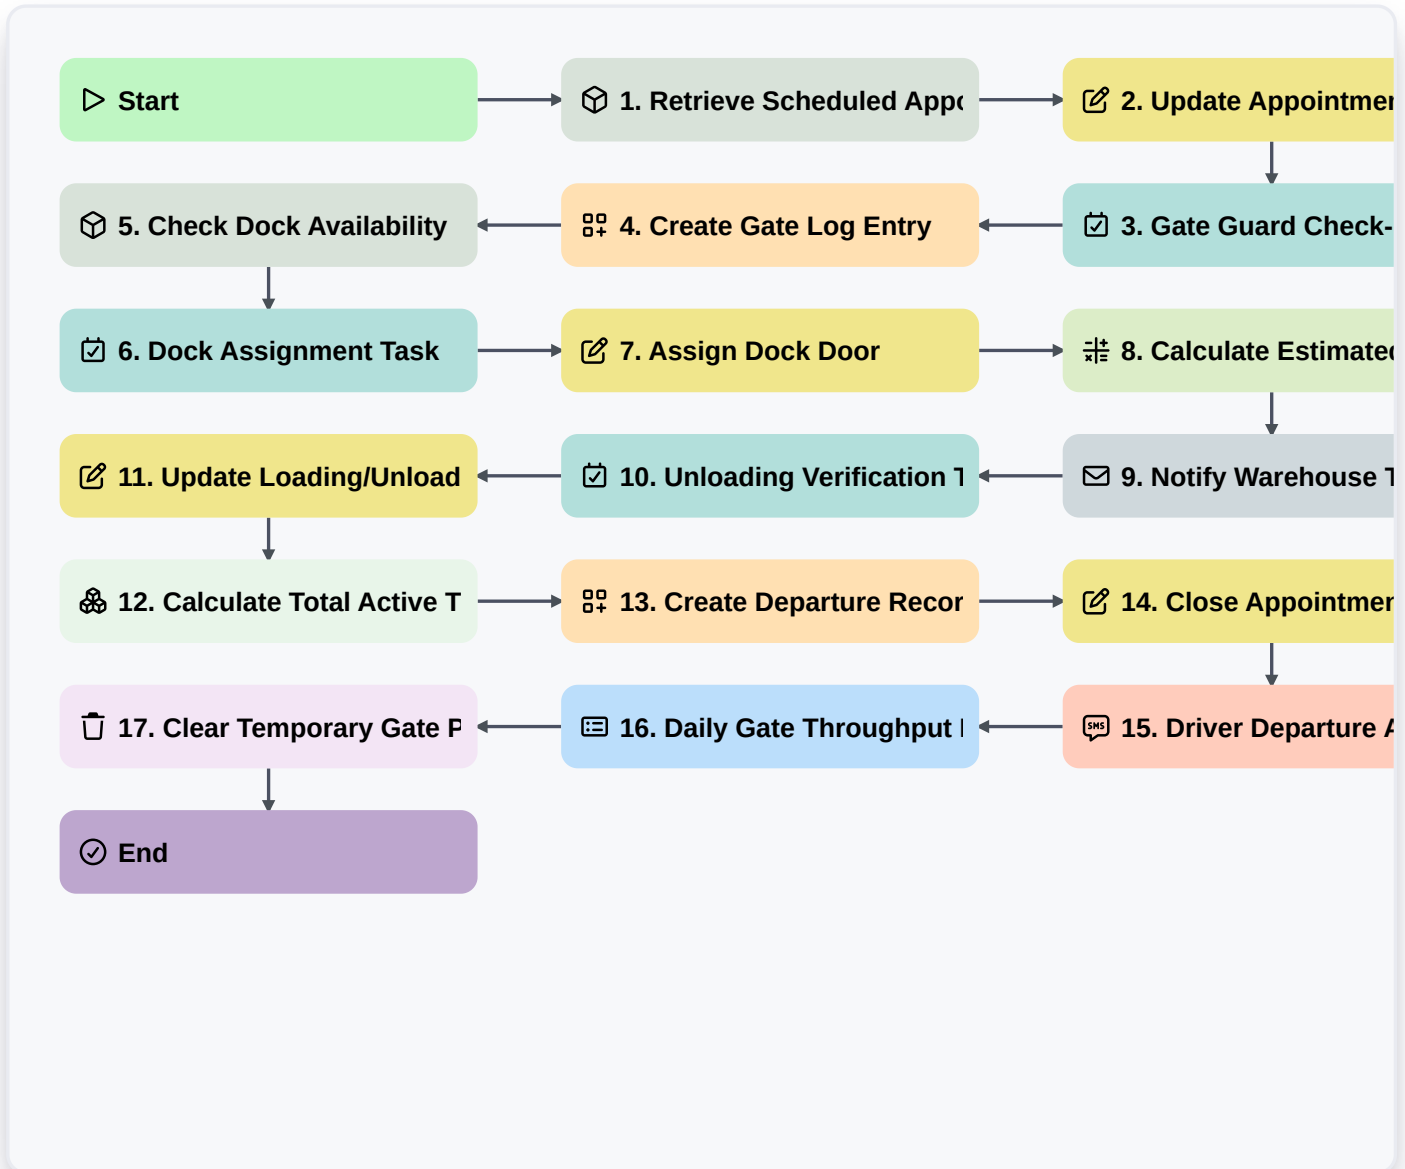 Start
1. Retrieve Scheduled Appo
2. Update Appointmen
5. Check Dock Availability
4. Create Gate Log Entry
3. Gate Guard Check-
6. Dock Assignment Task
7. Assign Dock Door
8. Calculate Estimated
11. Update Loading/Unload
10. Unloading Verification T
9. Notify Warehouse T
12. Calculate Total Active T
13. Create Departure Recor
14. Close Appointmen
17. Clear Temporary Gate P
16. Daily Gate Throughput
SMS
15. Driver Departure A
End